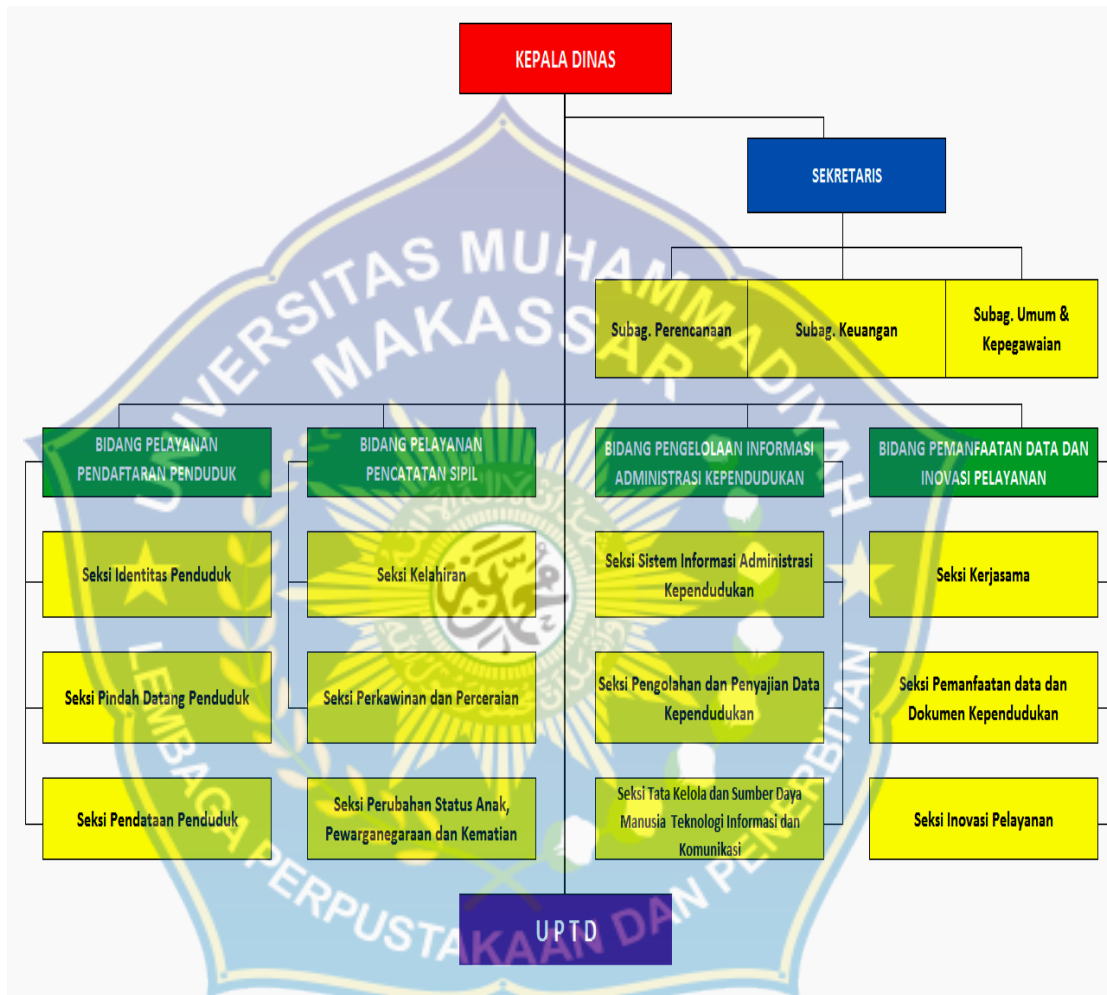 KEPALA DINAS
SEKRETARIS
Subag. Perencanaan
Subag. Keuangan
Subag. Umum &
Kepegawaian
BIDANG PELAYANAN
PENDAFTARAN PENDUDUK
BIDANG PELAYANAN
PENCATATAN SIPIL
BIDANG PENGELOLAAN INFORMASI
ADMINISTRASI KEPENDUDUKAN
BIDANG PEMANFAATAN DATA DAN
INOVASI PELAYANAN
Seksi Identitas Penduduk
Seksi Kelahiran
Seksi Sistem Informasi Administrasi
Kependudukan
Seksi Kerjasama
Seksi Pindah Datang Penduduk
Seksi Perkawinan dan Perceraian
Seksi Pengolahan dan Penyajian Data
Kependudukan
Seksi Pemanfaatan data dan
Dokumen Kependudukan
Seksi Pendataan Penduduk
Seksi Perubahan Status Anak,
Pewarganegaraan dan Kematian
Seksi Tata Kelola dan Sumber Daya
Manusia Teknologi Informasi dan
Komunikasi
Seksi Inovasi Pelayanan
UPTD
UNIVERSITAS MUHAMMADIYAH
MAKASSAR
LEMBAGA PERPUSTAKAAN DAN PENERBITAN